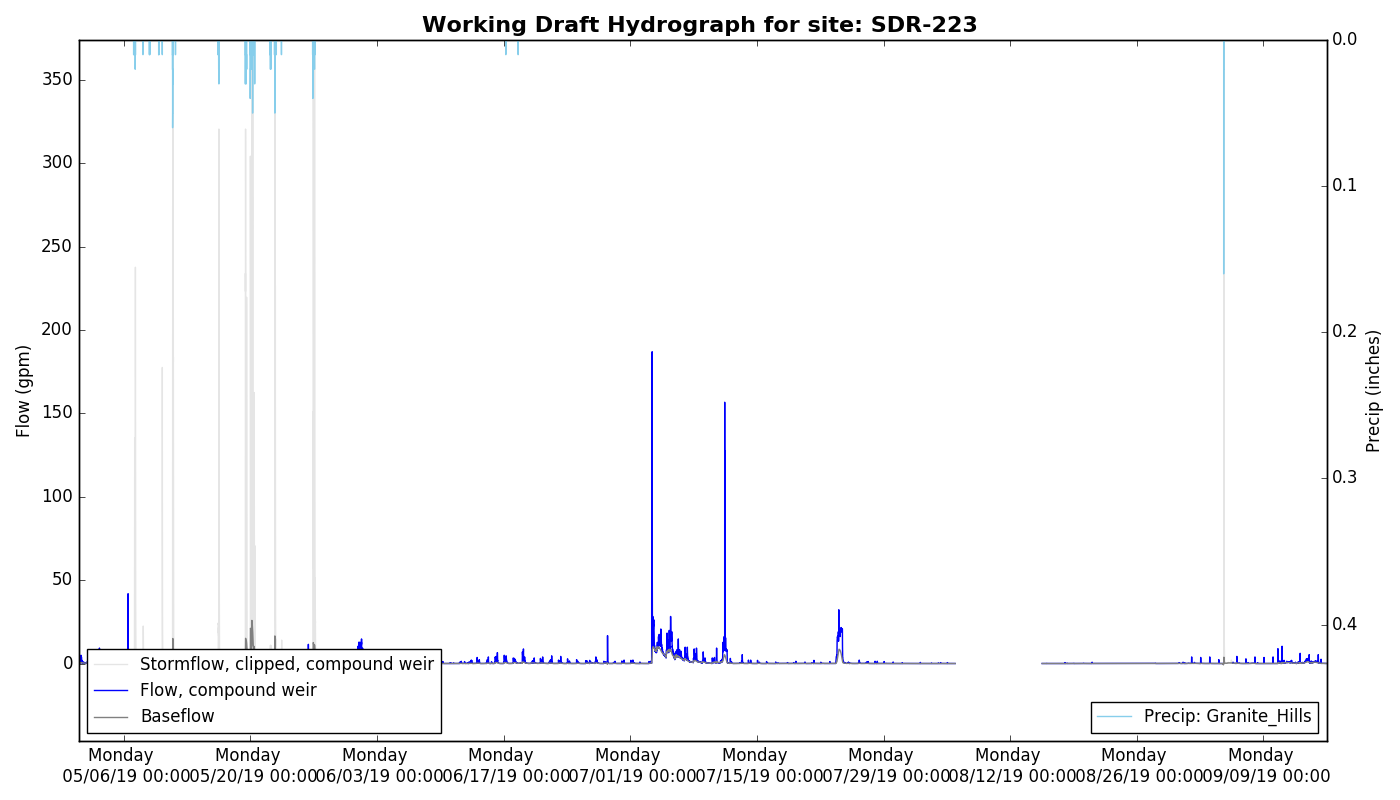 Working Draft Hydrograph for site: SDR-223
350
300
250
200
150
100
50
0
Flow (gpm)
0.0
0.1
0.2
0.3
0.4
Precip (inches)
Stormflow, clipped, compound weir
Flow, compound weir
Baseflow
Precip: Granite_Hills
Monday
05/06/19 00:00
Monday
05/20/19 00:00
Monday
06/03/19 00:00
Monday
06/17/19 00:00
Monday
07/01/19 00:00
Monday
07/15/19 00:00
Monday
07/29/19 00:00
Monday
08/12/19 00:00
Monday
08/26/19 00:00
Monday
09/09/19 00:00